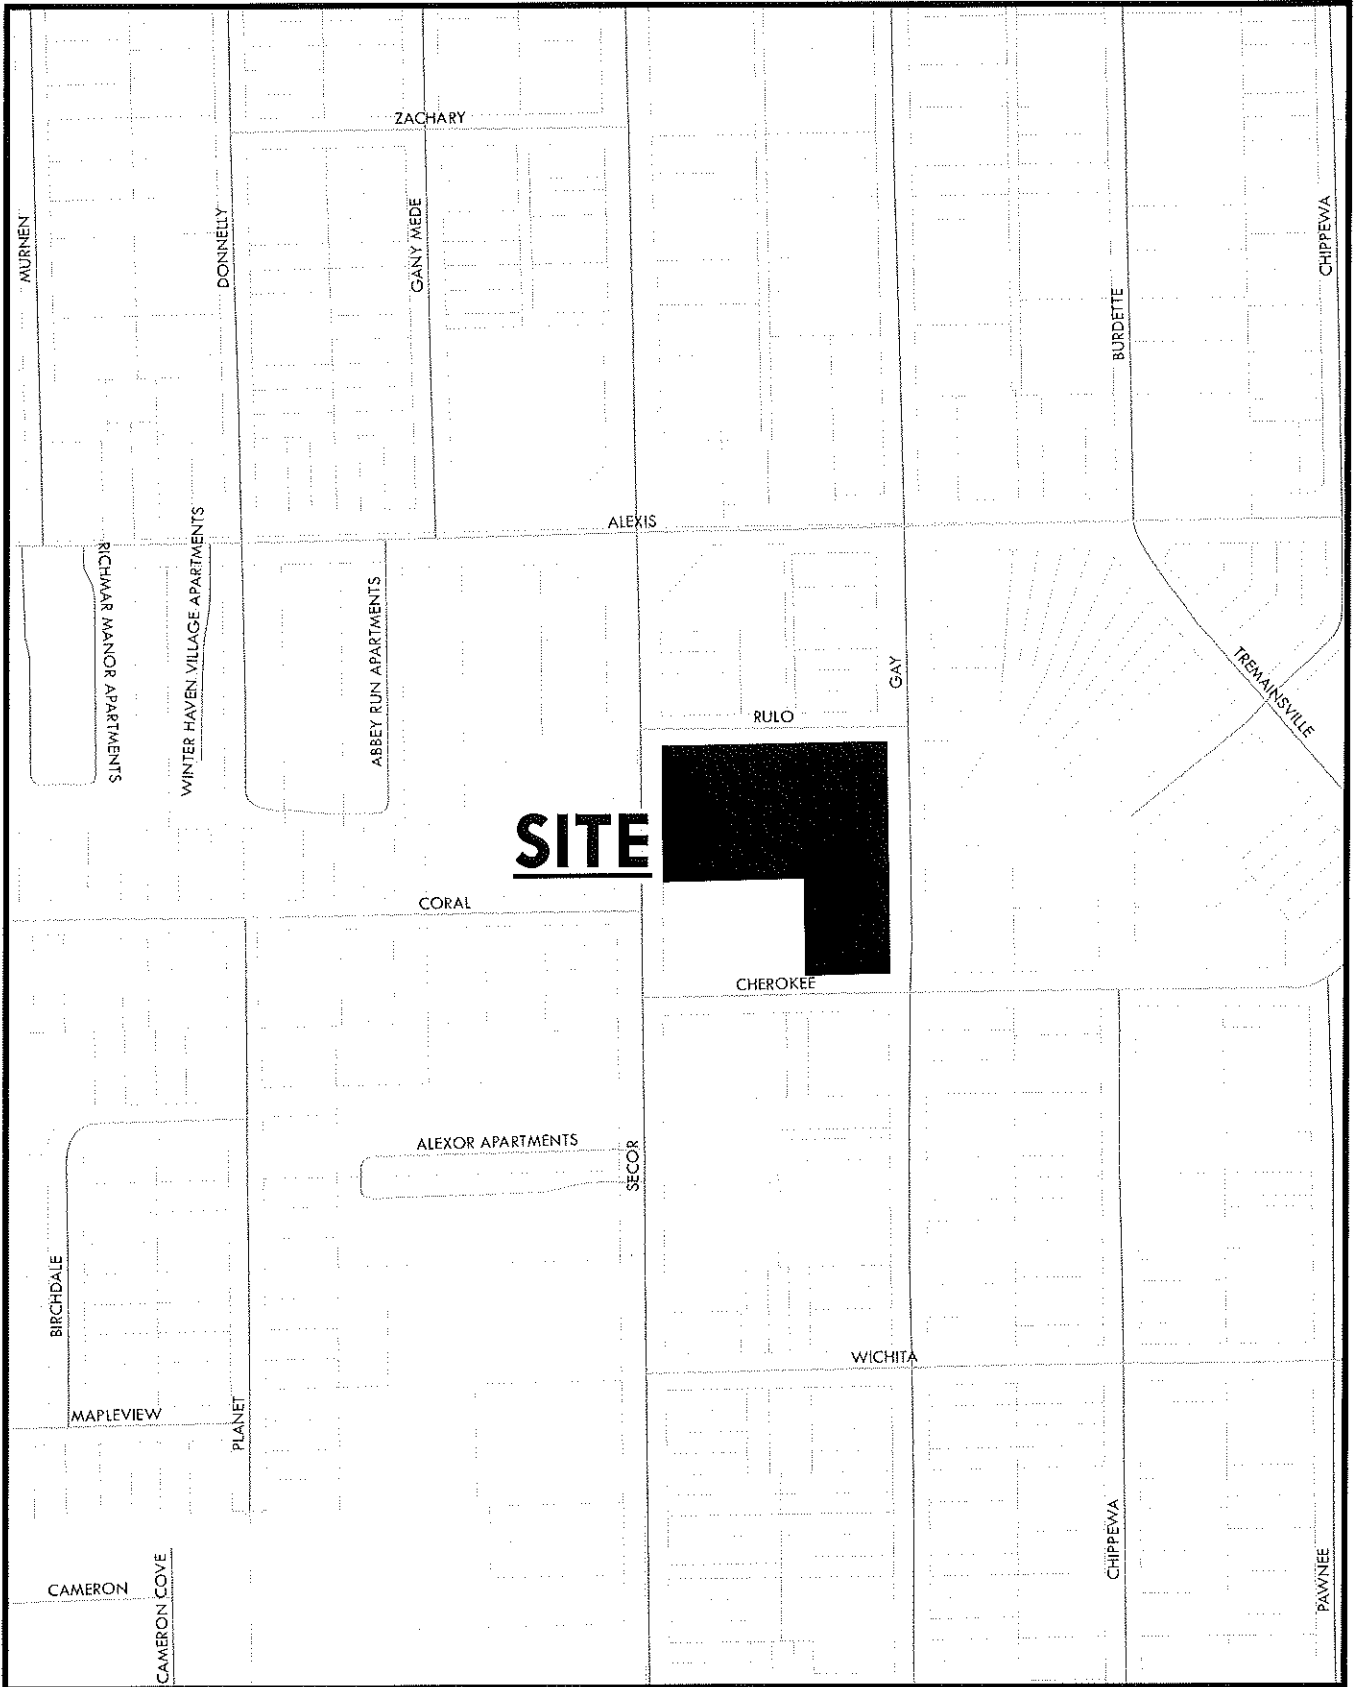 ZACHARY
MURNEN
DONNELLY
GANY MEDE
CHIPPEWA
BURDETTE
ALEXIS
RICHMAR MANOR APARTMENTS
WINTER HAVEN VILLAGE APARTMENTS
ABBEY RUN APARTMENTS
GAY
TREMAINSVILLE
RULO
SITE
CORAL
CHEROKEE
ALEXOR APARTMENTS
SECOR
BIRCHDALE
WICHITA
MAPLEVIEW
PLANET
CHIPPEWA
PAWNEE
CAMERON
CAMERON COVE